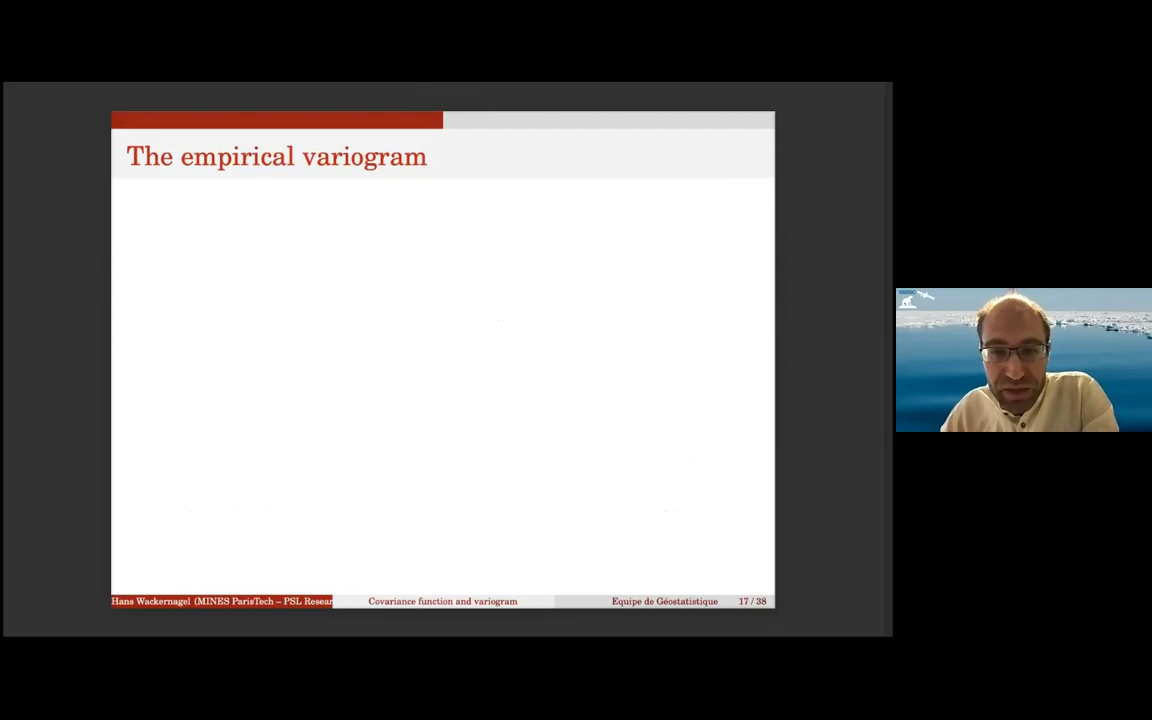 The empirical variogram
Hans Wackernagel (MINES ParisTech – PSL Resear
Covariance function and variogram
Equipe de Géostatistique
17 / 38